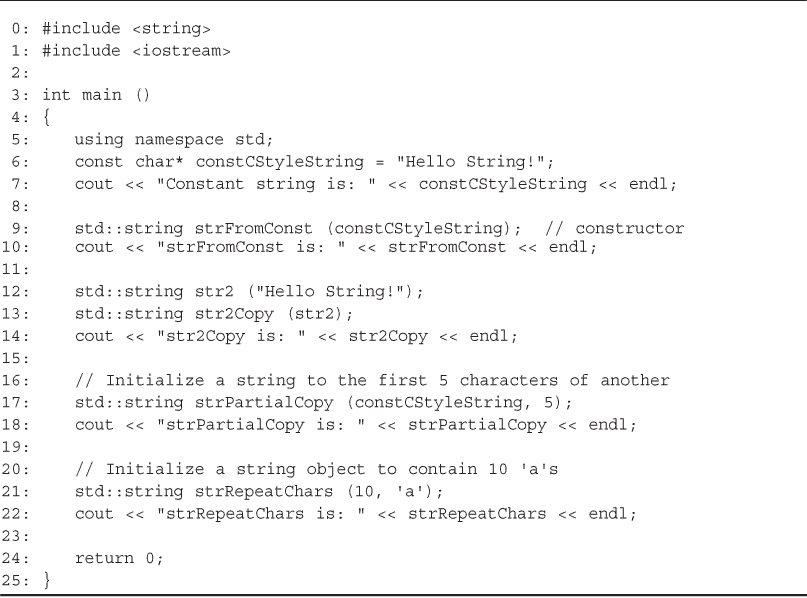 0: #include <string>
1: #include <iostream>
2:
3: int main ()
4: {
5:    using namespace std;
6:    const char* constCStyleString = "Hello String!";
7:    cout << "Constant string is: " << constCStyleString << endl;
8:
9:    std::string strFromConst (constCStyleString);  // constructor
10:    cout << "strFromConst is: " << strFromConst << endl;
11:
12:    std::string str2 ("Hello String!");
13:    std::string str2Copy (str2);
14:    cout << "str2Copy is: " << str2Copy << endl;
15:
16:    // Initialize a string to the first 5 characters of another
17:    std::string strPartialCopy (constCStyleString, 5);
18:    cout << "strPartialCopy is: " << strPartialCopy << endl;
19:
20:    // Initialize a string object to contain 10 'a's
21:    std::string strRepeatChars (10, 'a');
22:    cout << "strRepeatChars is: " << strRepeatChars << endl;
23:
24:    return 0;
25: }